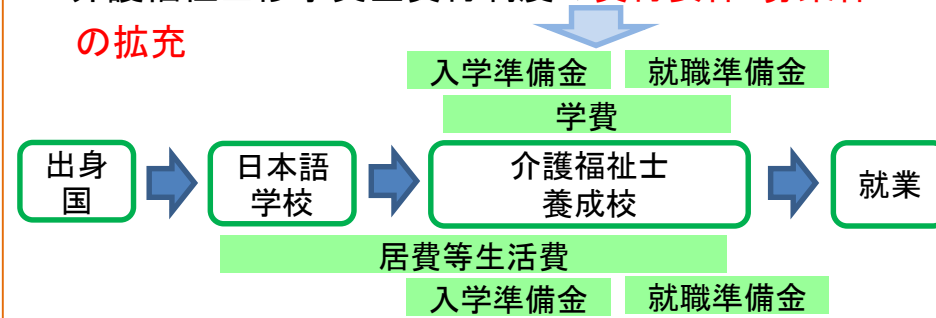 の拡充
入学準備金 就職準備金
学費
出身
国
日本語
学校
介護福祉士
養成校
就業
居費等生活費
入学準備金 就職準備金